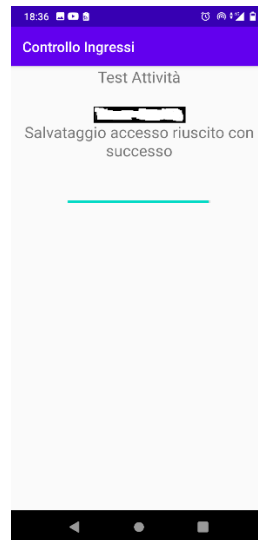 18:36
Controllo Ingressi
Test Attività
Salvataggio accesso riuscito con
successo